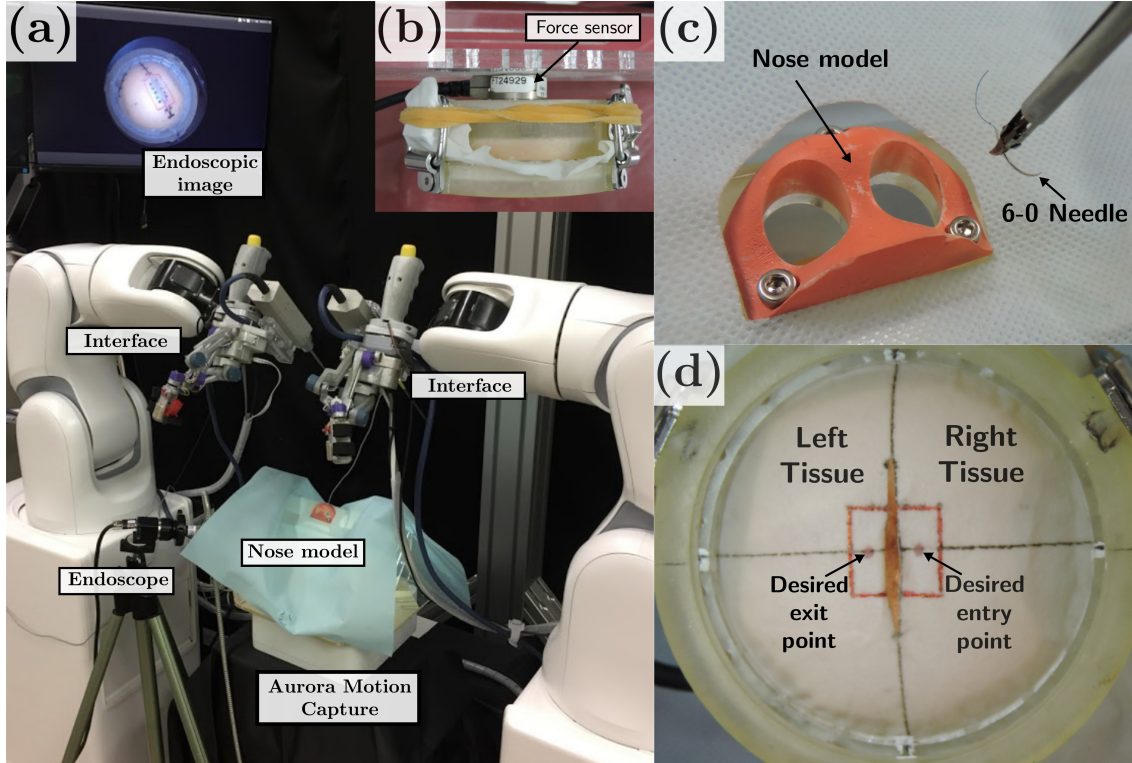 (a)
Endoscopic
image
Interface
Interface
Nose model
Endoscope
Aurora Motion
Capture
(b)
Force sensor
FT24929
(c)
Nose model
6-0 Needle
(d)
Left
Tissue
Right
Tissue
Desired
exit
point
Desired
entry
point